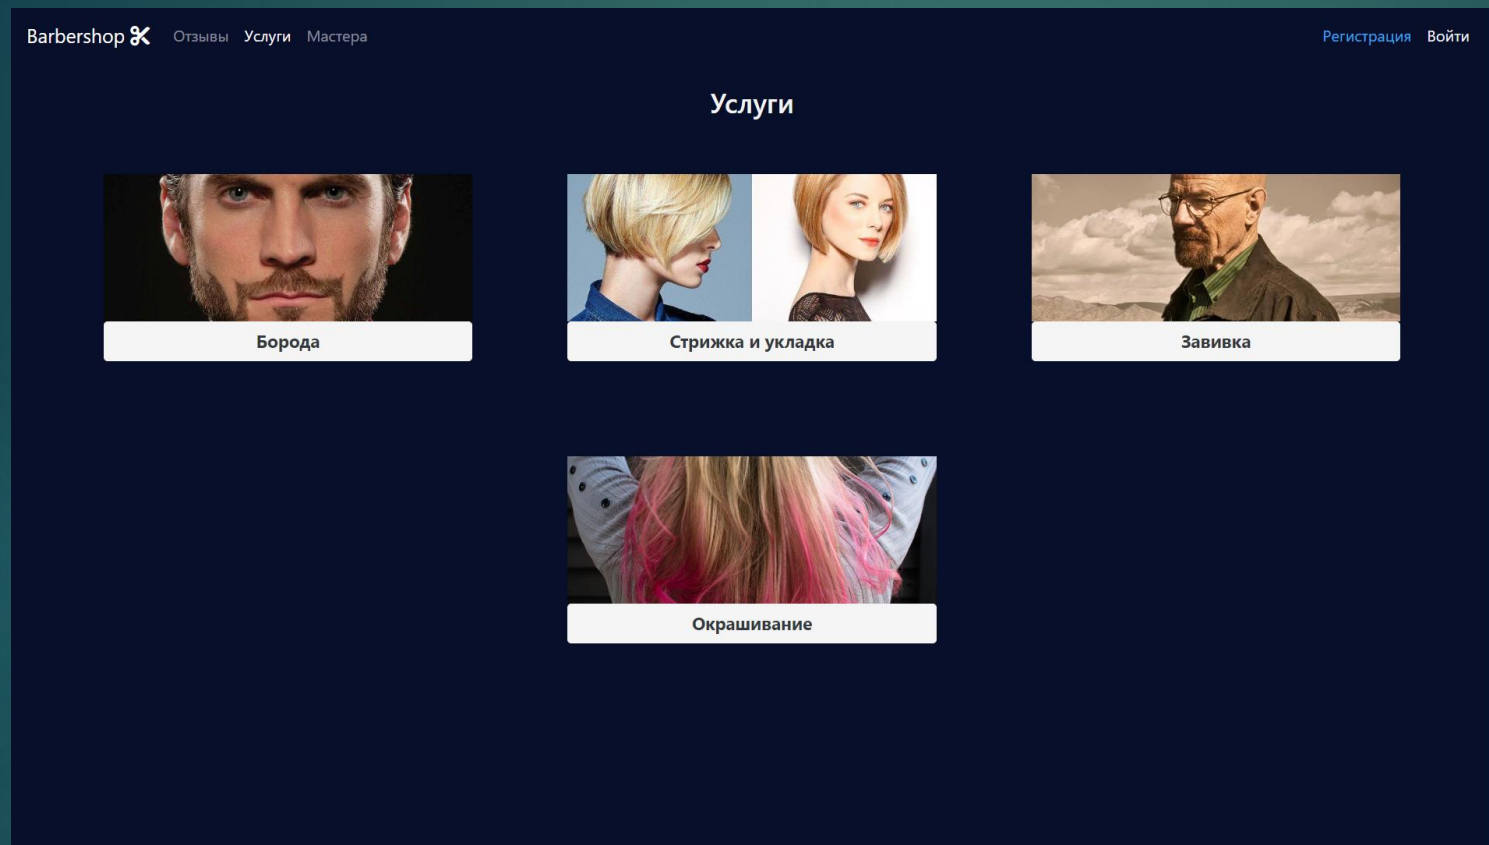 Barbershop Отзывы Услуги Мастера Регистрация Войти
Услуги
Борода Стрижка и укладка Завивка
Окрашивание